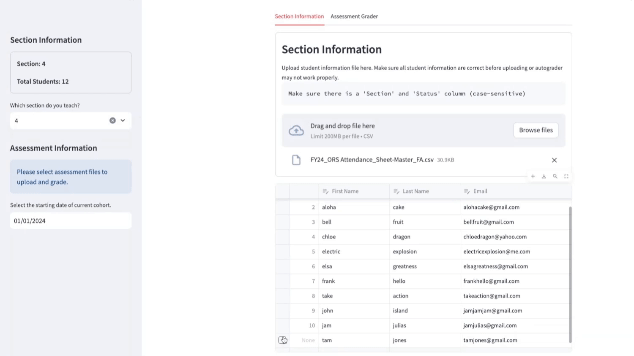 Section Information
Section: 4
Total Students: 12
Which section do you teach?
4
Assessment Information
Please select assessment files to
upload and grade.
Select the starting date of current cohort.
01/01/2024
Section Information Assessment Grader
Section Information
Upload student information file here. Make sure all student information are correct before uploading or autograder
may not work properly.
Make sure there is a 'Section' and 'Status' column (case-sensitive)
Drag and drop file here
Limit 200MB per file • CSV
Browse files
FY24_ORS Attendance_Sheet-Master_FA.csv 30.9KB
First Name Last Name Email
2 aloha cake alohacake@gmail.com
3 bell fruit bellfruit@gmail.com
4 chloe dragon chloedragon@yahoo.com
5 electric explosion electricexplosion@me.com
6 elsa greatness elsagreatness@gmail.com
7 frank hello frankhello@gmail.com
8 take action takeaction@gmail.com
9 john island jamjamjam@gmail.com
10 jam julias jamjulias@gmail.com
None tam jones tamjones@gmail.com